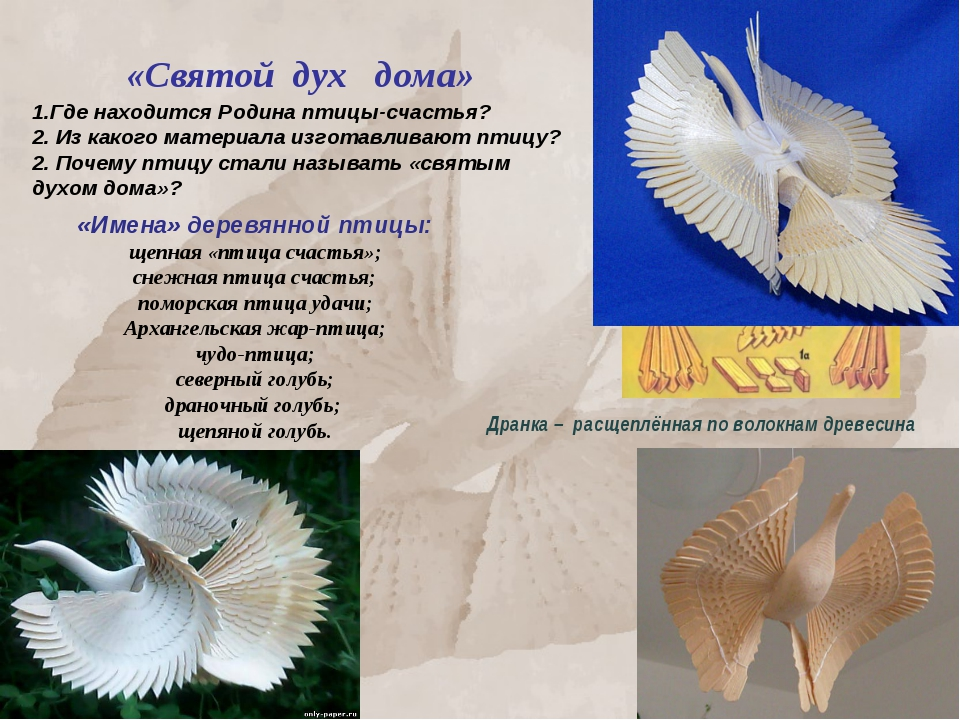 «Святой дух дома»
1.Где находится Родина птицы-счастья?
2. Из какого материала изготавливают птицу?
2. Почему птицу стали называть «святым
духом дома»?
«Имена» деревянной птицы:
щепная «птица счастья»;
снежная птица счастья;
поморская птица удачи;
Архангельская жар-птица;
чудо-птица;
северный голубь;
драночный голубь;
щепяной голубь.
1а
Дранка – расщеплённая по волокнам древесина
only-paper.ru